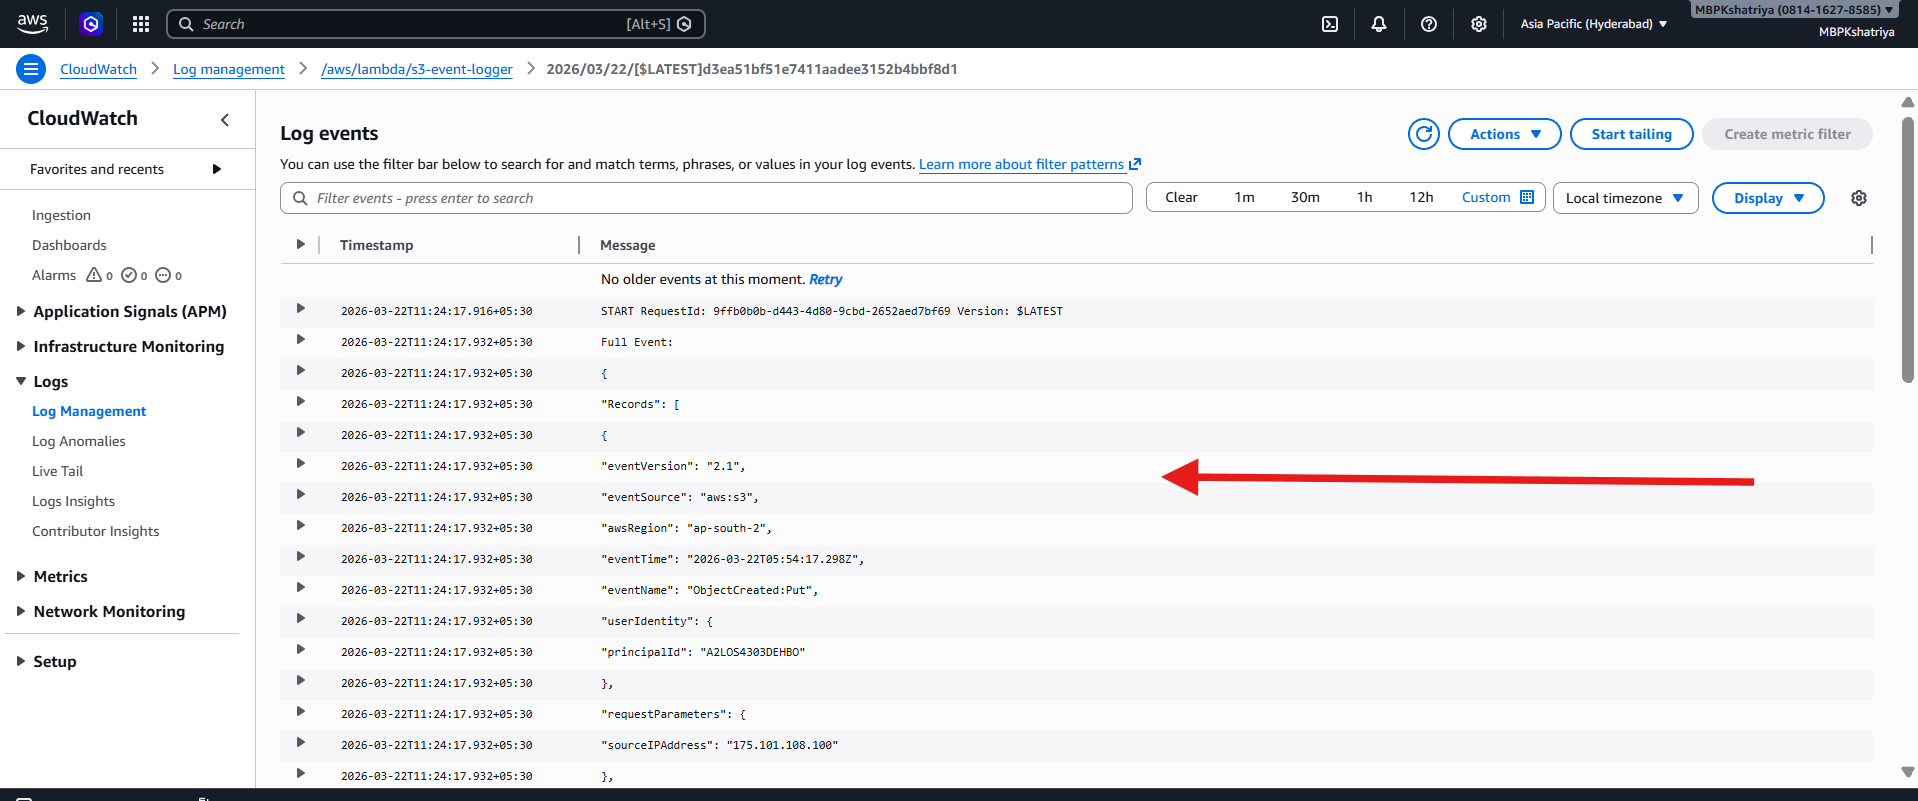 aws
Search [Alt+S]
Asia Pacific (Hyderabad)
MBPKshatriya (0814-1627-8585)
MBPKshatriya
CloudWatch
Log management
/aws/lambda/s3-event-logger
2026/03/22/[$LATEST]d3ea51bf51e7411aadee3152b4bbf8d1
CloudWatch
Favorites and recents
Ingestion
Dashboards
Alarms 0 0 0
Application Signals (APM)
Infrastructure Monitoring
Logs
Log Management
Log Anomalies
Live Tail
Logs Insights
Contributor Insights
Metrics
Network Monitoring
Setup
Log events
Actions
Start tailing
Create metric filter
You can use the filter bar below to search for and match terms, phrases, or values in your log events. Learn more about filter patterns
Filter events - press enter to search
Clear 1m 30m 1h 12h Custom
Local timezone
Display
Timestamp Message
No older events at this moment. Retry
2026-03-22T11:24:17.916+05:30 START RequestId: 9ffb0b0b-d443-4d80-9cbd-2652aed7bf69 Version: $LATEST
2026-03-22T11:24:17.932+05:30 Full Event:
2026-03-22T11:24:17.932+05:30 {
2026-03-22T11:24:17.932+05:30 "Records": [
2026-03-22T11:24:17.932+05:30 {
2026-03-22T11:24:17.932+05:30 "eventVersion": "2.1",
2026-03-22T11:24:17.932+05:30 "eventSource": "aws:s3",
2026-03-22T11:24:17.932+05:30 "awsRegion": "ap-south-2",
2026-03-22T11:24:17.932+05:30 "eventTime": "2026-03-22T05:54:17.298Z",
2026-03-22T11:24:17.932+05:30 "eventName": "ObjectCreated:Put",
2026-03-22T11:24:17.932+05:30 "userIdentity": {
2026-03-22T11:24:17.932+05:30 "principalId": "A2LOS4303DEHBO"
2026-03-22T11:24:17.932+05:30 },
2026-03-22T11:24:17.932+05:30 "requestParameters": {
2026-03-22T11:24:17.932+05:30 "sourceIPAddress": "175.101.108.100"
2026-03-22T11:24:17.932+05:30 },